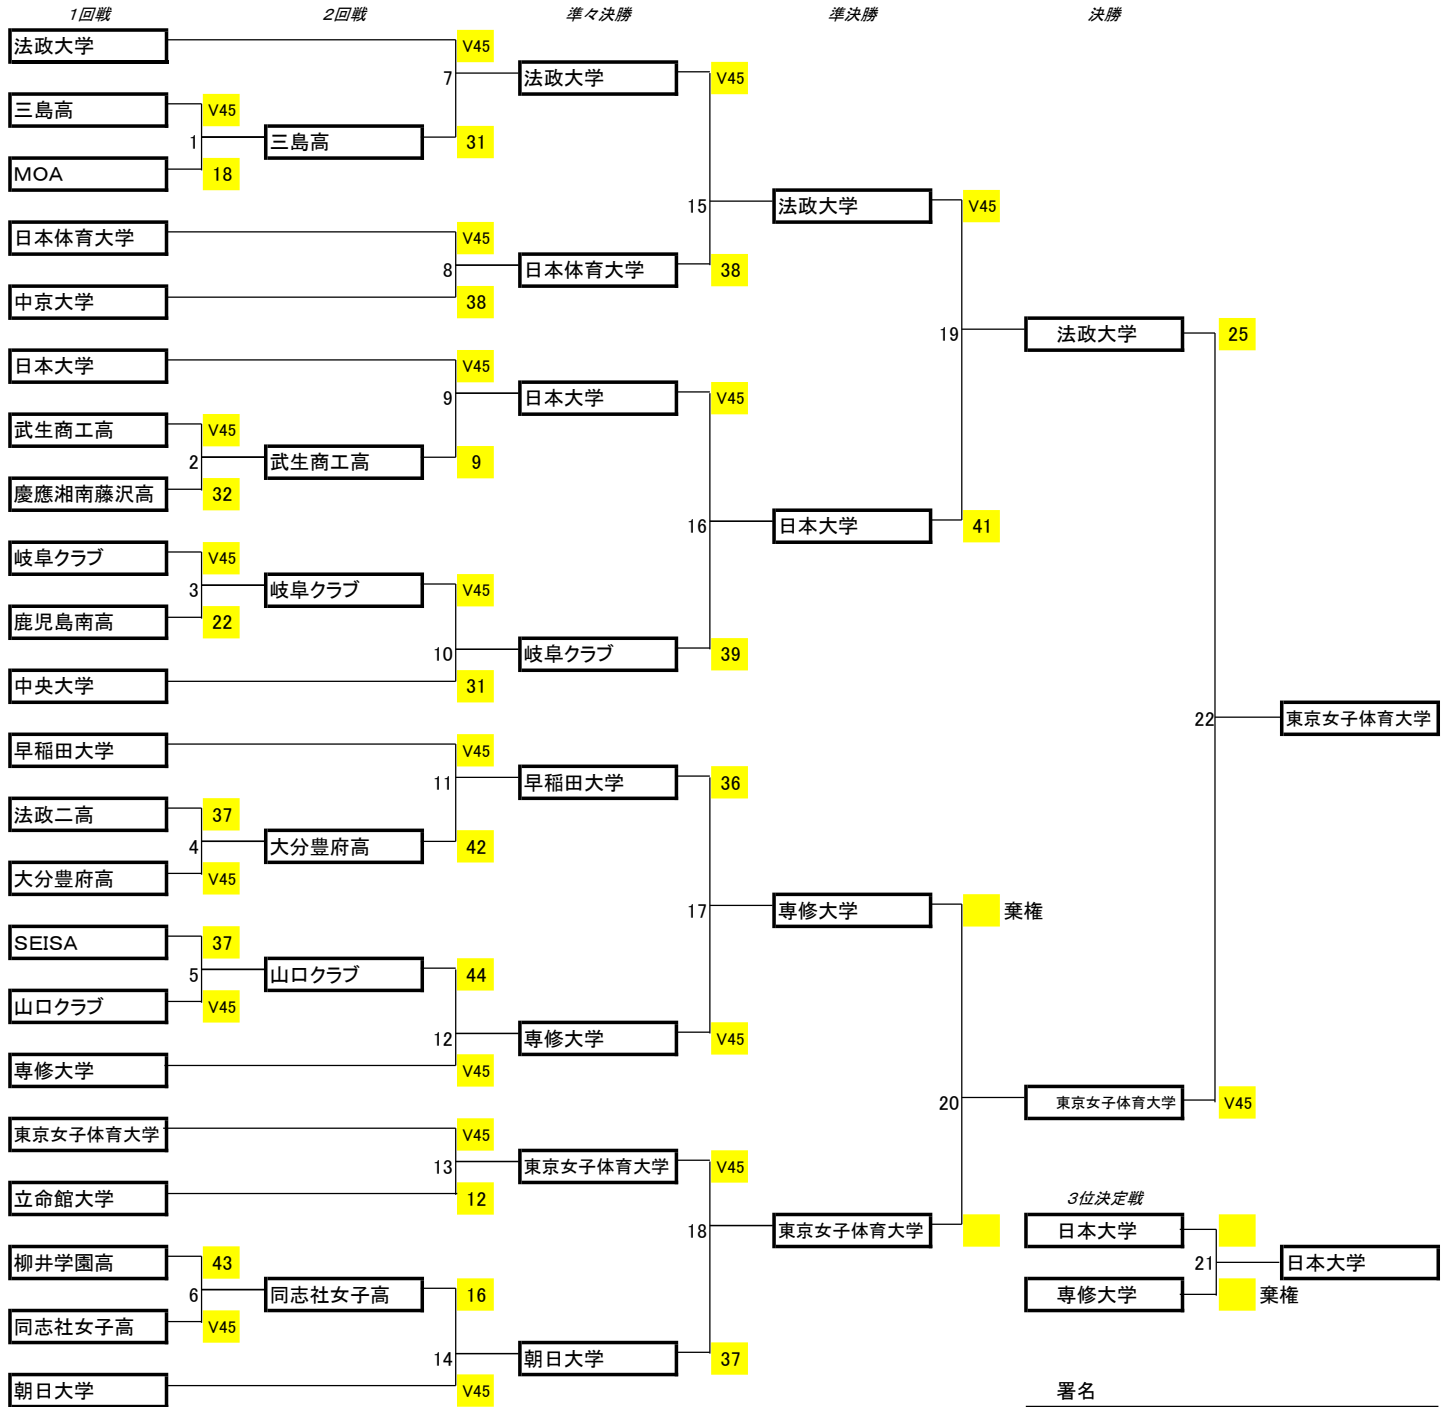 1回戦 2回戦 準々決勝 準決勝 決勝
法政大学 V45
7 法政大学 V45
三島高 V45
1 三島高 31
MOA 18
15 法政大学 V45
日本体育大学 V45
8 日本体育大学 38
中京大学 38
19 法政大学 25
日本大学 V45
9 日本大学 V45
武生商工高 V45
2 武生商工高 9
慶應湘南藤沢高 32
16 日本大学 41
岐阜クラブ V45
3 岐阜クラブ V45
鹿児島南高 22
10 岐阜クラブ 39
中央大学 31
22 東京女子体育大学
早稲田大学 V45
11 早稲田大学 36
法政二高 37
4 大分豊府高 42
大分豊府高 V45
17 専修大学 棄権
SEISA 37
5 山口クラブ 44
山口クラブ V45
12 専修大学 V45
専修大学 V45
20 東京女子体育大学 V45
東京女子体育大学 V45
13 東京女子体育大学 V45
立命館大学 12
3位決定戦
18 東京女子体育大学 日本大学
柳井学園高 43
21 日本大学
6 同志社女子高 16 専修大学 棄権
同志社女子高 V45
14 朝日大学 37
朝日大学 V45
署名